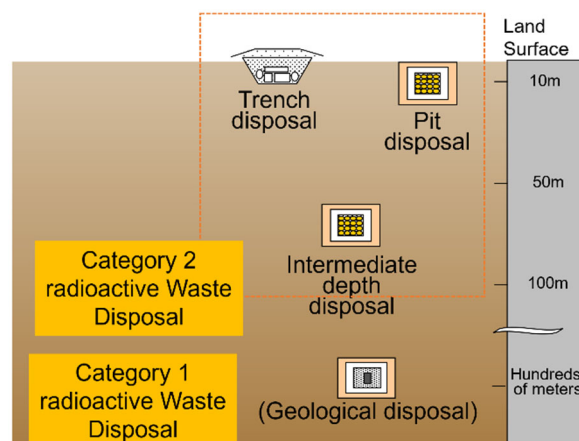 Land
Surface
10m
Trench
disposal
Pit
disposal
50m
Category 2
radioactive Waste
Disposal
Intermediate
depth
disposal
100m
Category 1
radioactive Waste
Disposal
(Geological disposal)
Hundreds
of meters